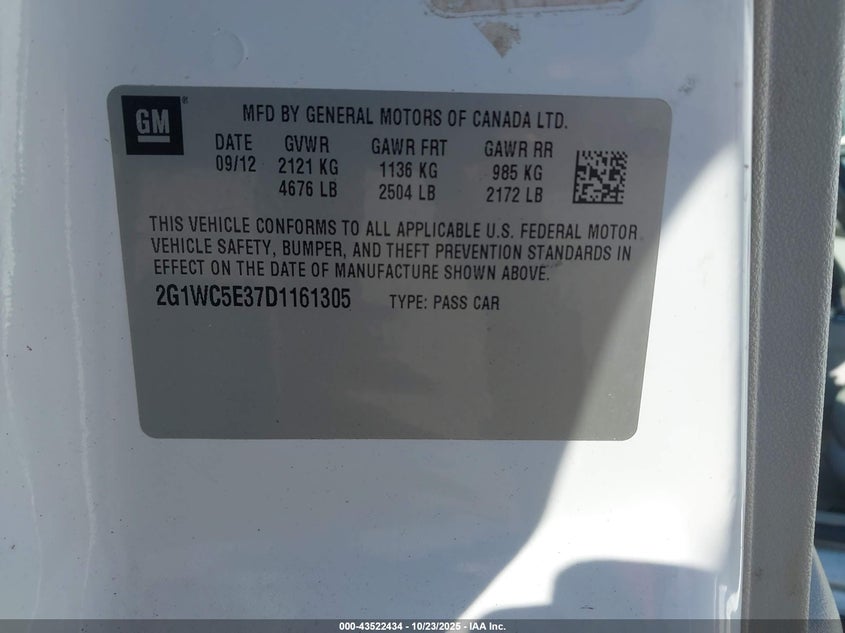 GM
MFD BY GENERAL MOTORS OF CANADA LTD.
DATE GVWR GAWR FRT GAWR RR
09/12 2121 KG 1136 KG 985 KG
4676 LB 2504 LB 2172 LB
THIS VEHICLE CONFORMS TO ALL APPLICABLE U.S. FEDERAL MOTOR
VEHICLE SAFETY, BUMPER, AND THEFT PREVENTION STANDARDS IN
EFFECT ON THE DATE OF MANUFACTURE SHOWN ABOVE.
2G1WC5E37D1161305 TYPE: PASS CAR
000-43522434 - 10/23/2025 - IAA Inc.